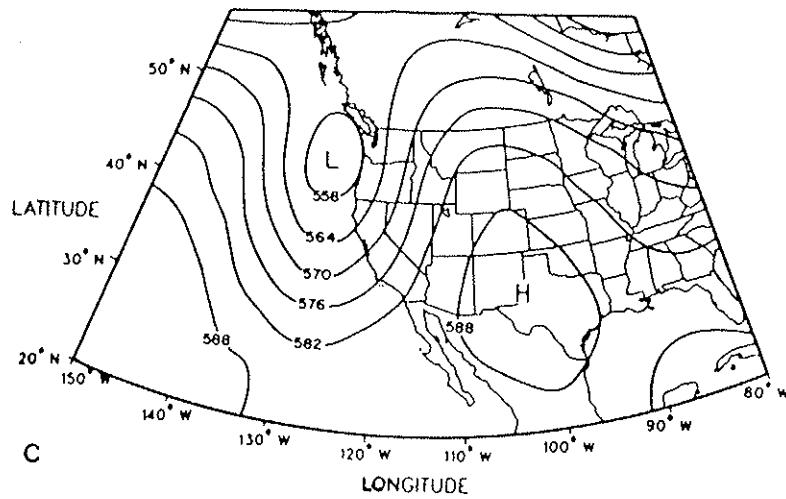 50° N
40° N
LATITUDE
30° N
20° N
150° W
140° W
130° W
120° W
110° W
100° W
90° W
80° W
LONGITUDE
L
558
564
570
576
582
588
H
588
C